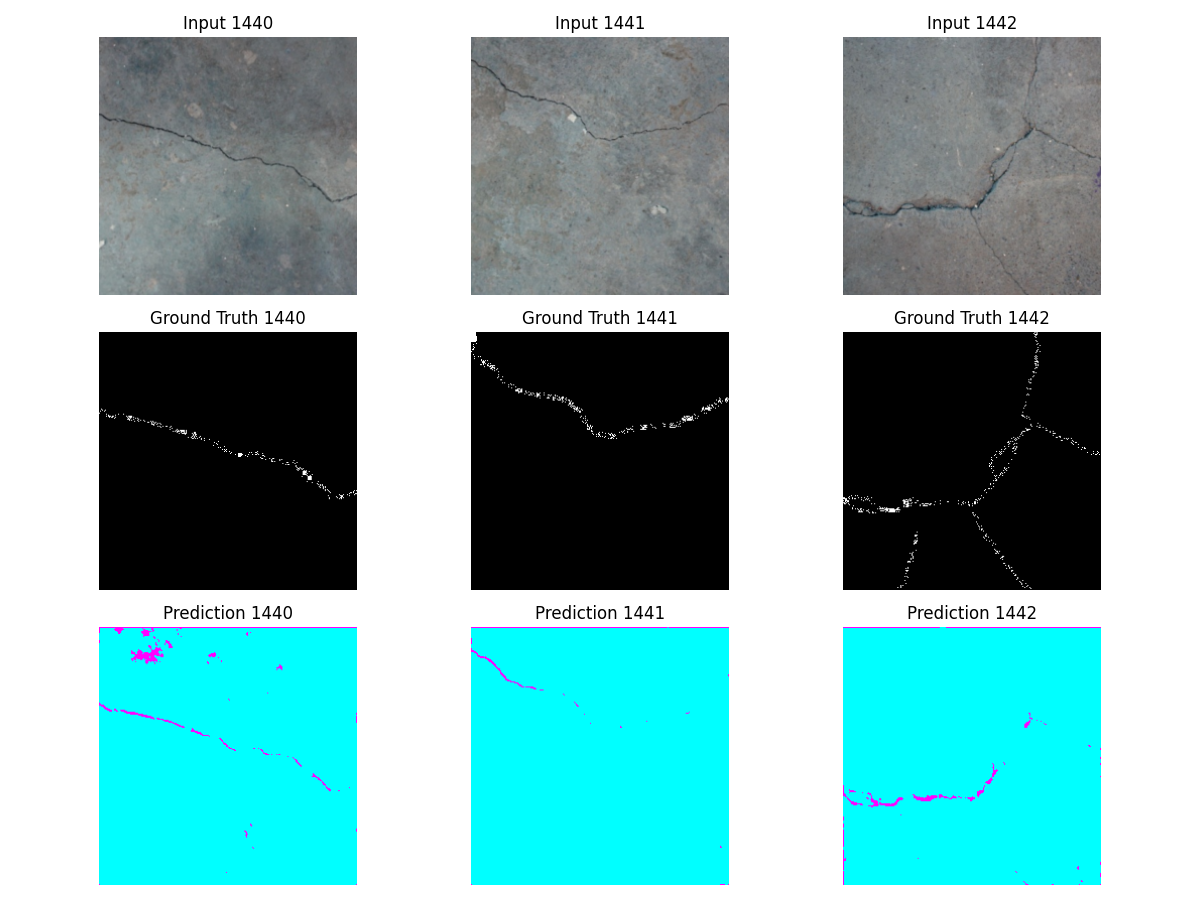 Input 1440
Input 1441
Input 1442
Ground Truth 1440
Ground Truth 1441
Ground Truth 1442
Prediction 1440
Prediction 1441
Prediction 1442